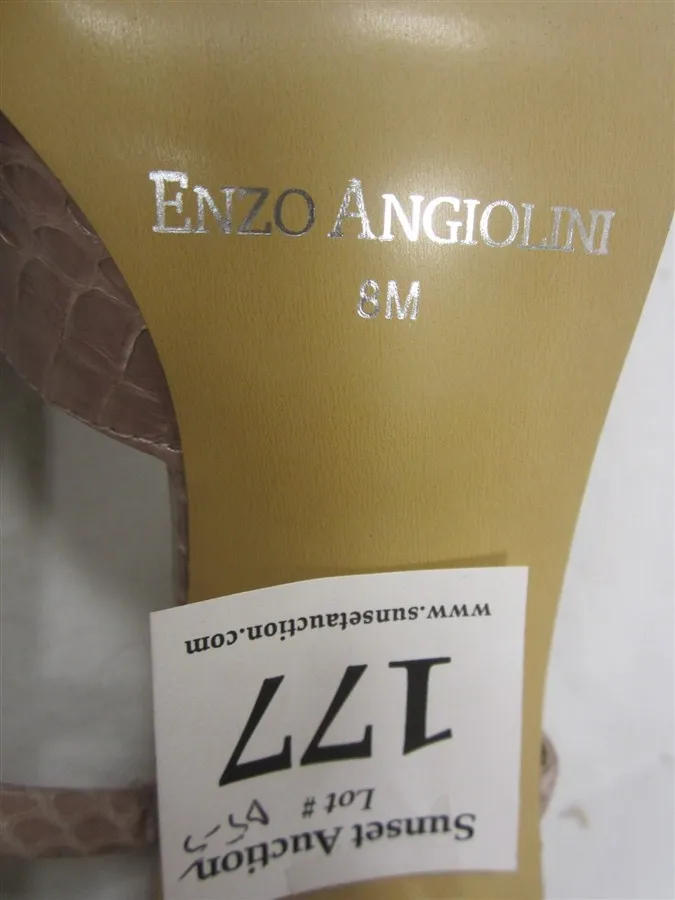 ENZO ANGIOLINI
8M
Sunset Auction
Lot #
177
www.sunsetauction.com